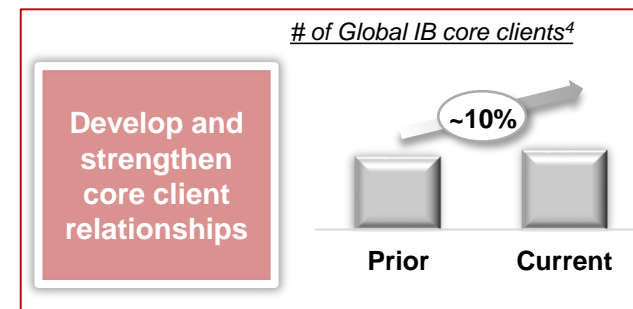 # of Global IB core clients4
Develop and
strengthen
core client
relationships
~10%
Prior
Current